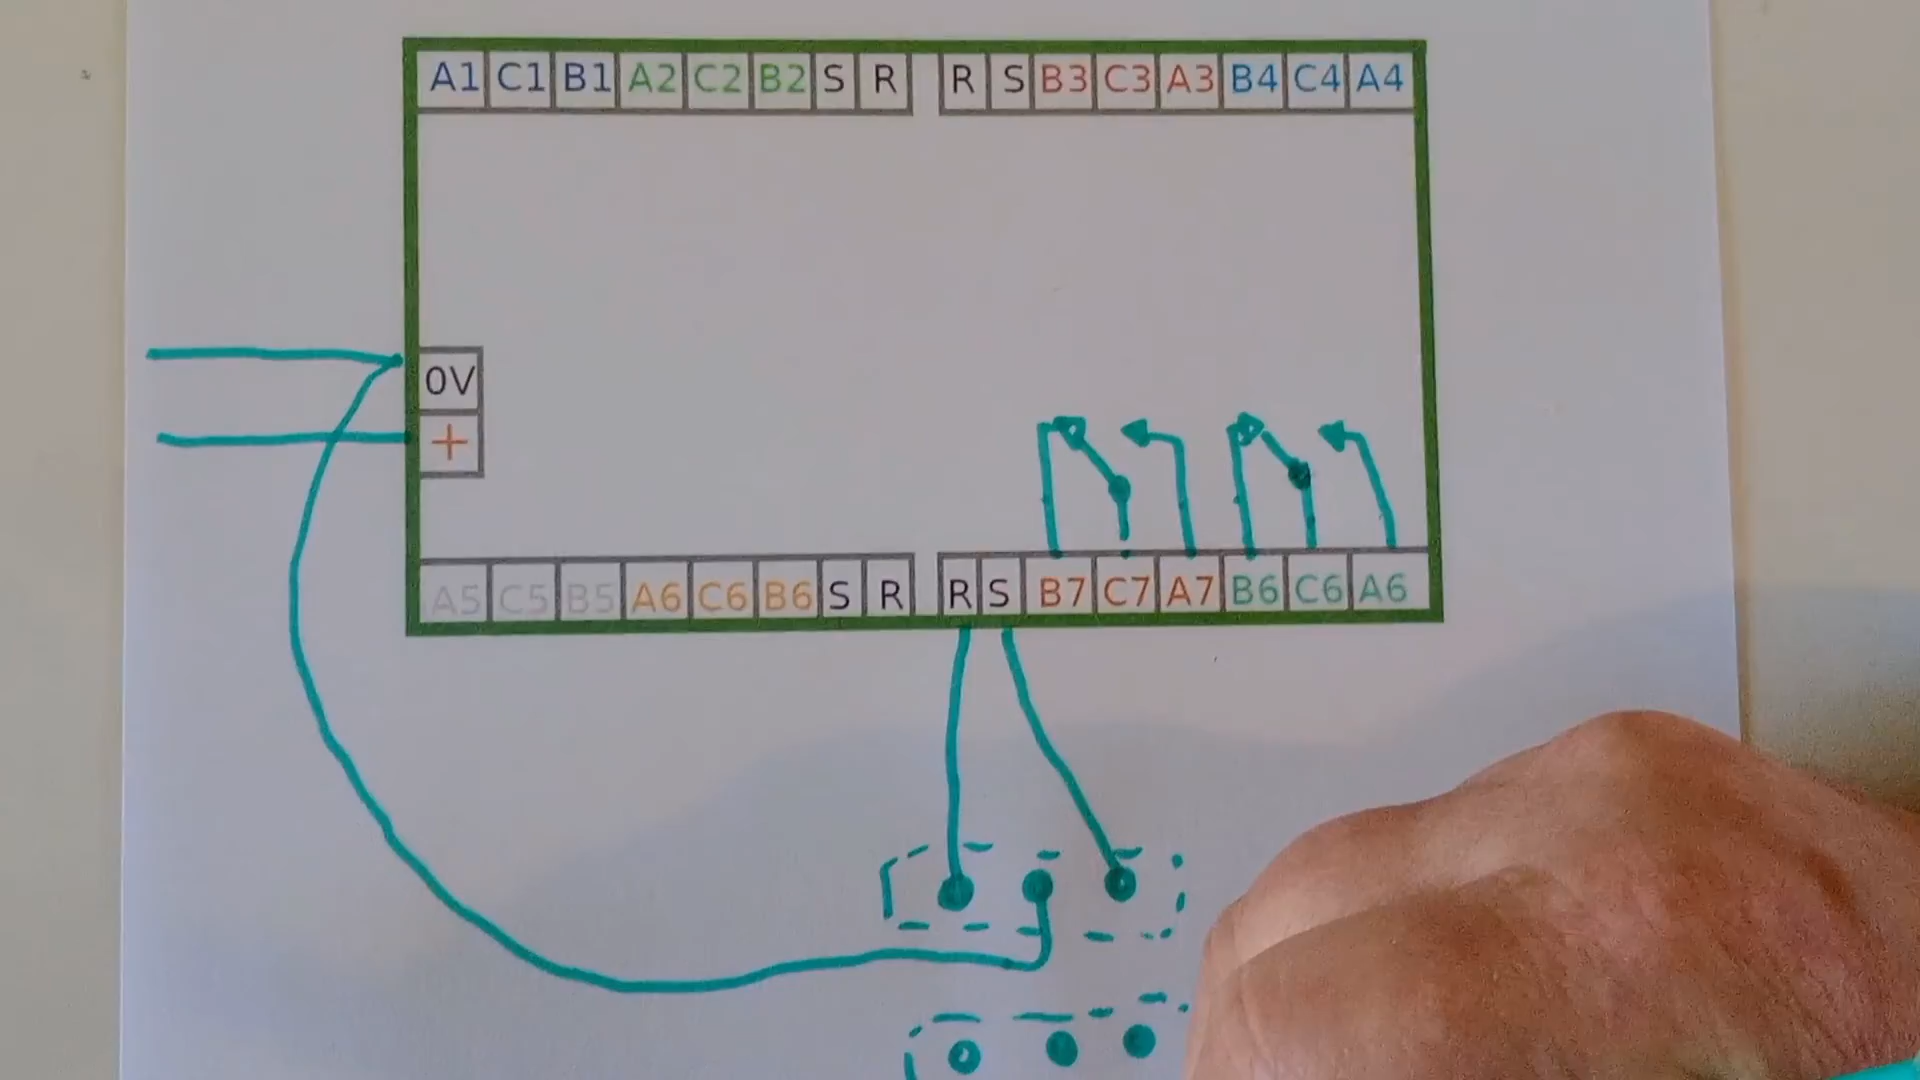 A1 C1 B1 A2 C2 B2 S R R S B3 C3 A3 B4 C4 A4
0V
+
A5 C5 B5 A6 C6 B6 S R R S B7 C7 A7 B6 C6 A6